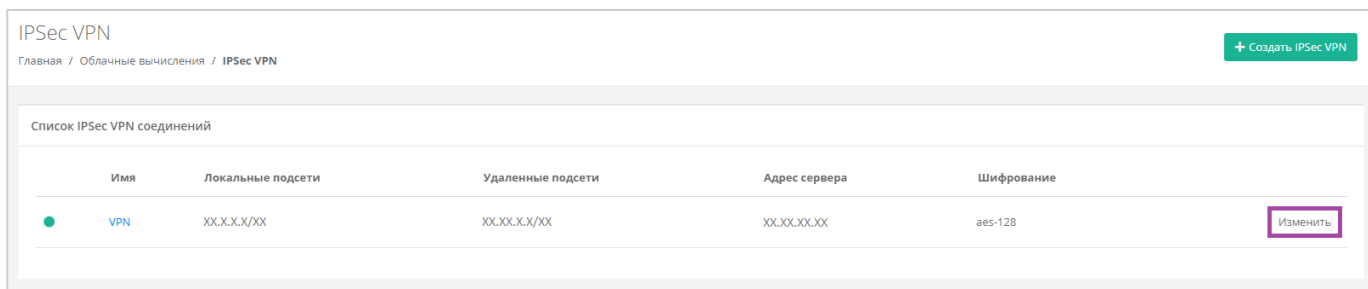 IPSec VPN
Главная / Облачные вычисления / IPSec VPN
+ Создать IPSec VPN
Список IPSec VPN соединений
Имя Локальные подсети Удаленные подсети Адрес сервера Шифрование
VPN XX.X.X.X/XX XX.XX.X.X/XX XX.XX.XX.XX aes-128 Изменить